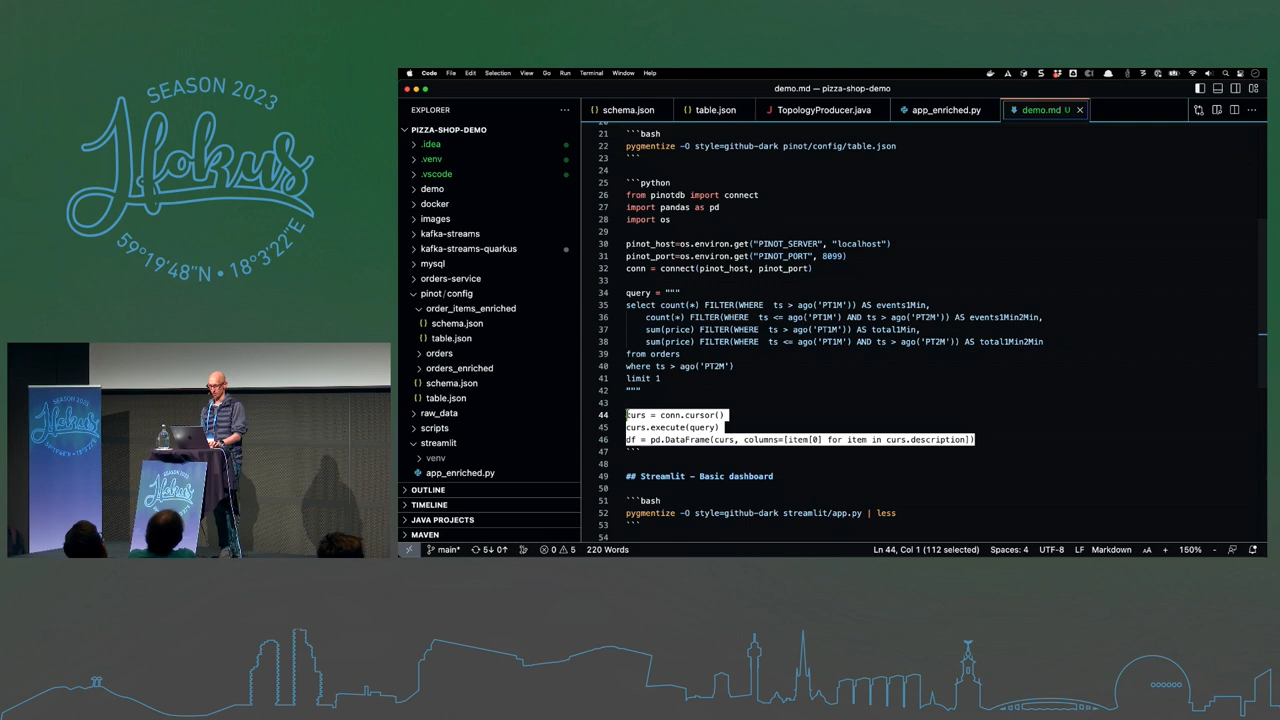 SEASON 2023
Jfokus
59°19'48"N • 18°3'22"E
Code File Edit Selection View Go Run Terminal Window Help
demo.md — pizza-shop-demo
EXPLORER
schema.json
table.json
TopologyProducer.java
app_enriched.py
demo.md U
PIZZA-SHOP-DEMO
.idea
.venv
.vscode
demo
docker
images
kafka-streams
kafka-streams-quarkus
mysql
orders-service
pinot/config
order_items_enriched
schema.json
table.json
orders
orders_enriched
schema.json
table.json
raw_data
scripts
streamlit
venv
app_enriched.py
OUTLINE
TIMELINE
JAVA PROJECTS
MAVEN
21 ```bash
22 pygmentize -O style=github-dark pinot/config/table.json
23 ```
24
25 ```python
26 from pinotdb import connect
27 import pandas as pd
28 import os
29
30 pinot_host=os.environ.get("PINOT_SERVER", "localhost")
31 pinot_port=os.environ.get("PINOT_PORT", 8099)
32 conn = connect(pinot_host, pinot_port)
33
34 query = """
35 select count(*) FILTER(WHERE  ts > ago('PT1M')) AS events1Min,
36 count(*) FILTER(WHERE  ts <= ago('PT1M') AND ts > ago('PT2M')) AS events1Min2Min,
37 sum(price) FILTER(WHERE  ts > ago('PT1M')) AS total1Min,
38 sum(price) FILTER(WHERE  ts <= ago('PT1M') AND ts > ago('PT2M')) AS total1Min2Min
39 from orders
40 where ts > ago('PT2M')
41 limit 1
42 """
43
44 curs = conn.cursor()
45 curs.execute(query)
46 df = pd.DataFrame(curs, columns=[item[0] for item in curs.description])
47 ```
48
49 ## Streamlit - Basic dashboard
50
51 ```bash
52 pygmentize -O style=github-dark streamlit/app.py | less
53 ```
54
main* 5↓ 0↑ 0 5 220 Words Ln 44, Col 1 (112 selected) Spaces: 4 UTF-8 LF Markdown AA + 150% -